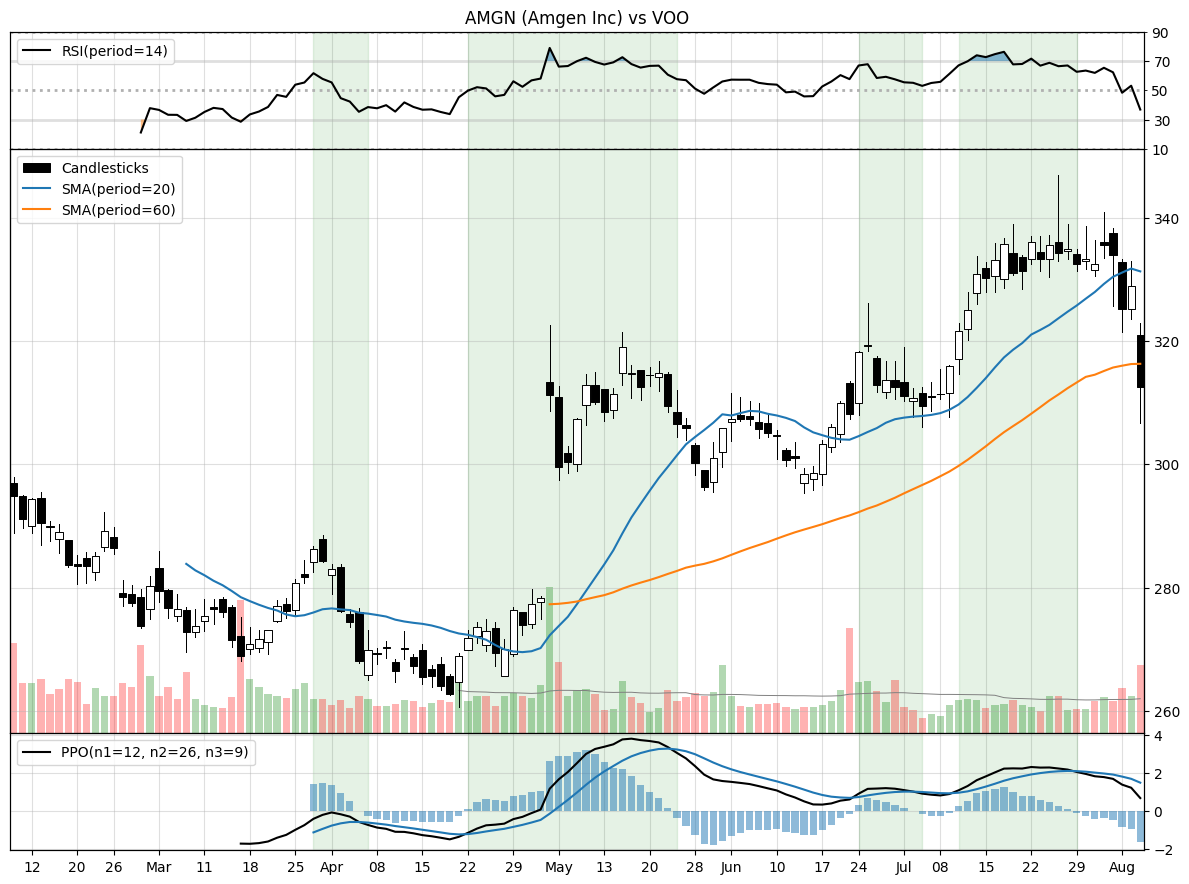 AMGN (Amgen Inc) vs VOO
RSI(period=14)
90
70
50
30
10
Candlesticks
SMA(period=20)
SMA(period=60)
340
320
300
280
260
PPO(n1=12, n2=26, n3=9)
4
2
0
−2
12 20 26 Mar 11 18 25 Apr 08 15 22 29 May 13 20 28 Jun 10 17 24 Jul 08 15 22 29 Aug